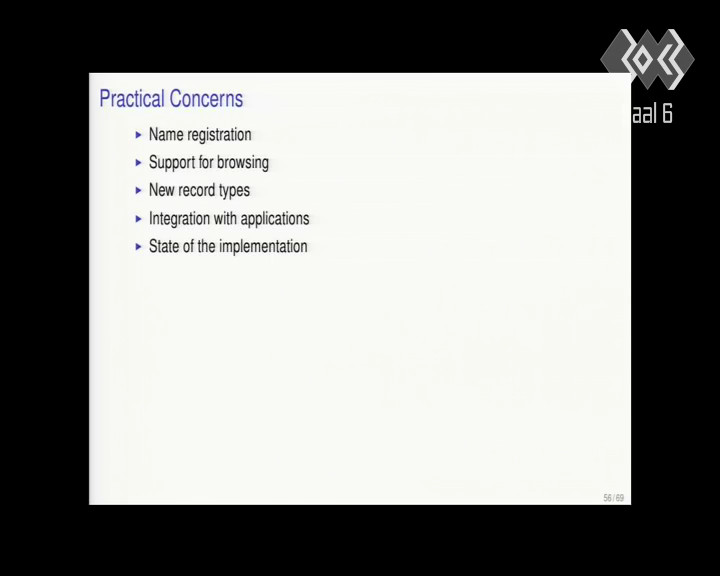 Practical Concerns
Name registration
Support for browsing
New record types
Integration with applications
State of the implementation
56 / 69
aal 6